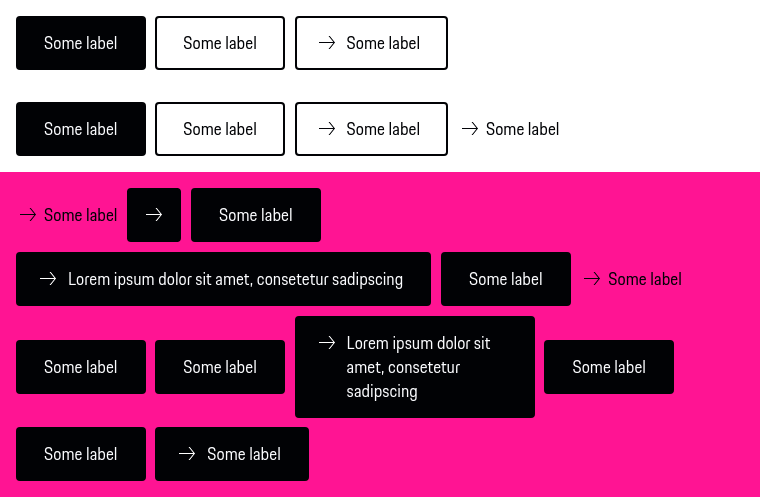 Some label Some label Some label
Some label Some label Some label Some label
Some label Some label
Lorem ipsum dolor sit amet, consetetur sadipscing Some label Some label
Some label Some label Lorem ipsum dolor sit
amet, consetetur
sadipscing Some label
Some label Some label